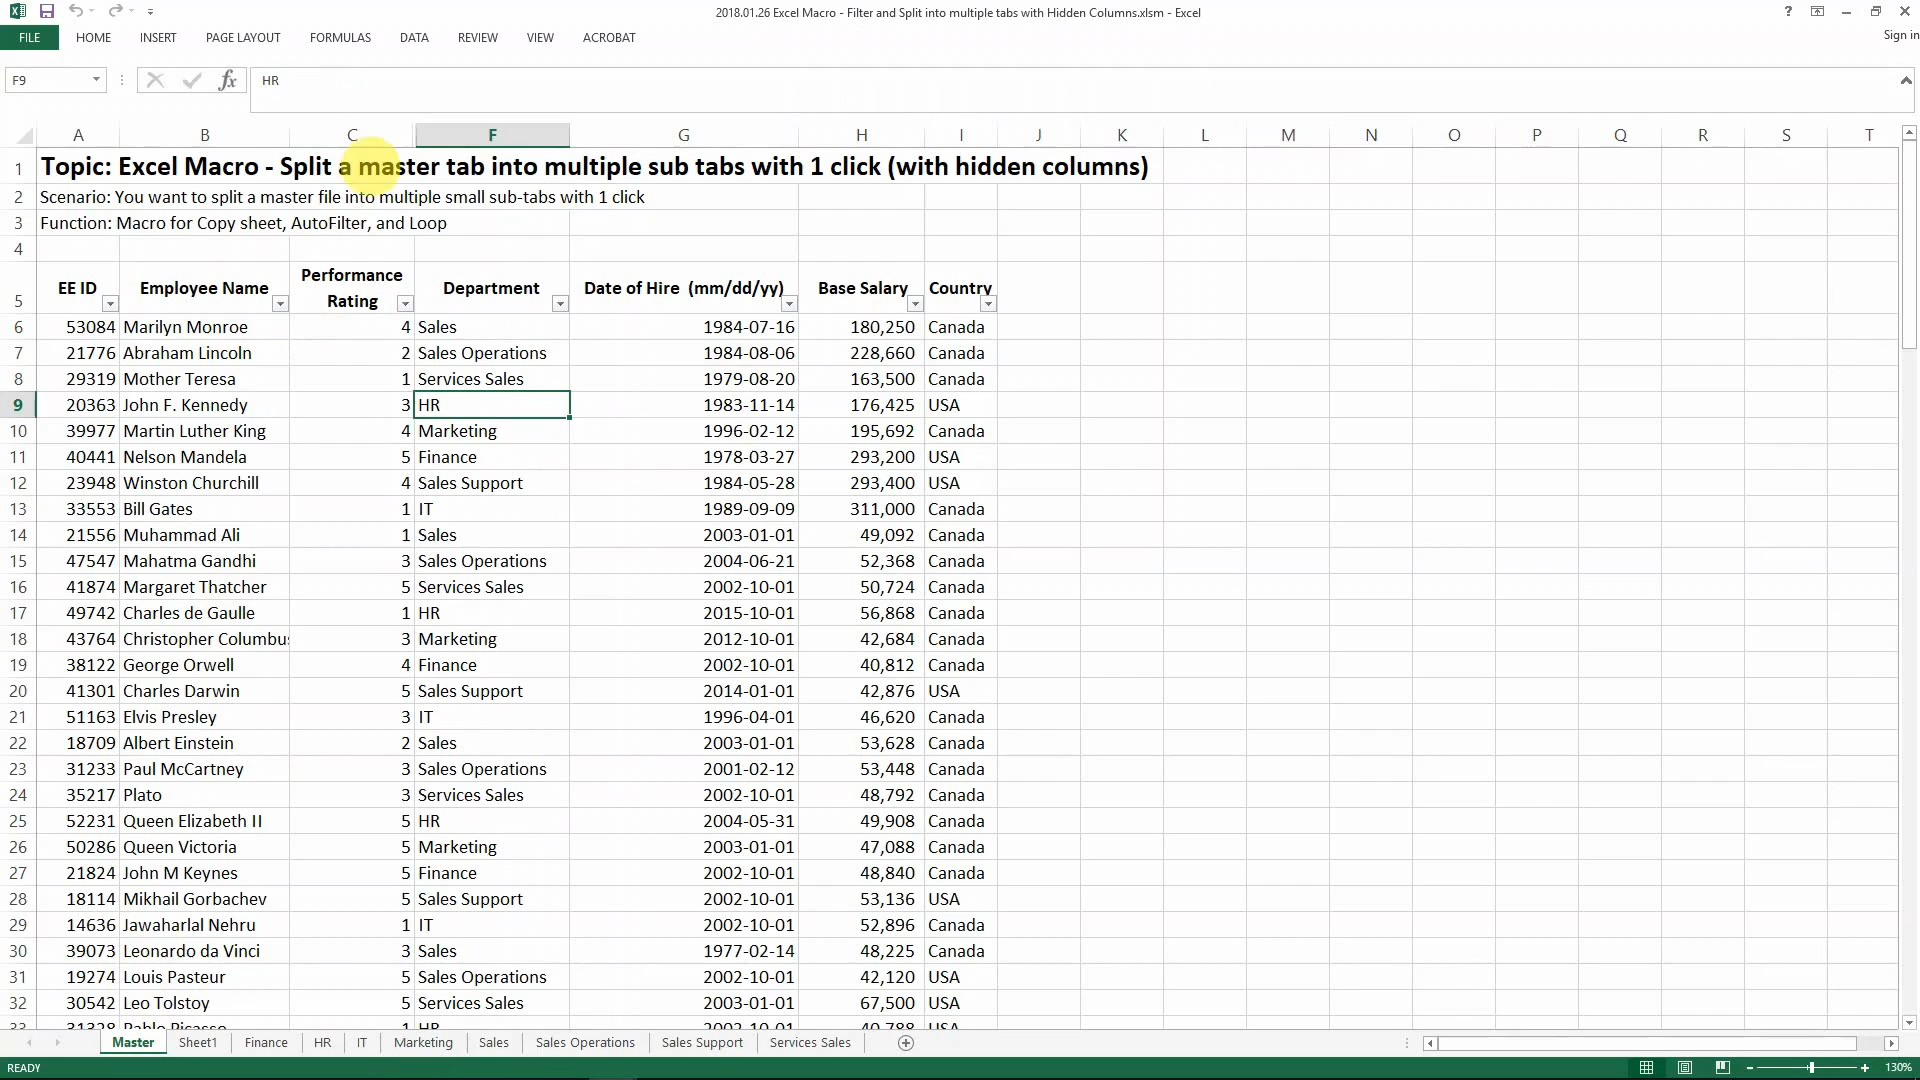 2018.01.26 Excel Macro - Filter and Split into multiple tabs with Hidden Columns.xlsm - Excel
?
FILE HOME INSERT PAGE LAYOUT FORMULAS DATA REVIEW VIEW ACROBAT Sign in
F9 fx HR
A B C F G H I J K L M N O P Q R S T
1 Topic: Excel Macro - Split a master tab into multiple sub tabs with 1 click (with hidden columns)
2 Scenario: You want to split a master file into multiple small sub-tabs with 1 click
3 Function: Macro for Copy sheet, AutoFilter, and Loop
4
5 EE ID Employee Name Performance Rating Department Date of Hire (mm/dd/yy) Base Salary Country
6 53084 Marilyn Monroe 4 Sales 1984-07-16 180,250 Canada
7 21776 Abraham Lincoln 2 Sales Operations 1984-08-06 228,660 Canada
8 29319 Mother Teresa 1 Services Sales 1979-08-20 163,500 Canada
9 20363 John F. Kennedy 3 HR 1983-11-14 176,425 USA
10 39977 Martin Luther King 4 Marketing 1996-02-12 195,692 Canada
11 40441 Nelson Mandela 5 Finance 1978-03-27 293,200 USA
12 23948 Winston Churchill 4 Sales Support 1984-05-28 293,400 USA
13 33553 Bill Gates 1 IT 1989-09-09 311,000 Canada
14 21556 Muhammad Ali 1 Sales 2003-01-01 49,092 Canada
15 47547 Mahatma Gandhi 3 Sales Operations 2004-06-21 52,368 Canada
16 41874 Margaret Thatcher 5 Services Sales 2002-10-01 50,724 Canada
17 49742 Charles de Gaulle 1 HR 2015-10-01 56,868 Canada
18 43764 Christopher Columbu 3 Marketing 2012-10-01 42,684 Canada
19 38122 George Orwell 4 Finance 2002-10-01 40,812 Canada
20 41301 Charles Darwin 5 Sales Support 2014-01-01 42,876 USA
21 51163 Elvis Presley 3 IT 1996-04-01 46,620 Canada
22 18709 Albert Einstein 2 Sales 2003-01-01 53,628 Canada
23 31233 Paul McCartney 3 Sales Operations 2001-02-12 53,448 Canada
24 35217 Plato 3 Services Sales 2002-10-01 48,792 Canada
25 52231 Queen Elizabeth II 5 HR 2004-05-31 49,908 Canada
26 50286 Queen Victoria 5 Marketing 2003-01-01 47,088 Canada
27 21824 John M Keynes 5 Finance 2002-10-01 48,840 Canada
28 18114 Mikhail Gorbachev 5 Sales Support 2002-10-01 53,136 USA
29 14636 Jawaharlal Nehru 1 IT 2002-10-01 52,896 Canada
30 39073 Leonardo da Vinci 3 Sales 1977-02-14 48,225 Canada
31 19274 Louis Pasteur 5 Sales Operations 2002-10-01 42,120 USA
32 30542 Leo Tolstoy 5 Services Sales 2003-01-01 67,500 USA
33 31328 Pablo Picasso 1 HR 2002-10-01 40,788 USA
Master Sheet1 Finance HR IT Marketing Sales Sales Operations Sales Support Services Sales
READY 130%